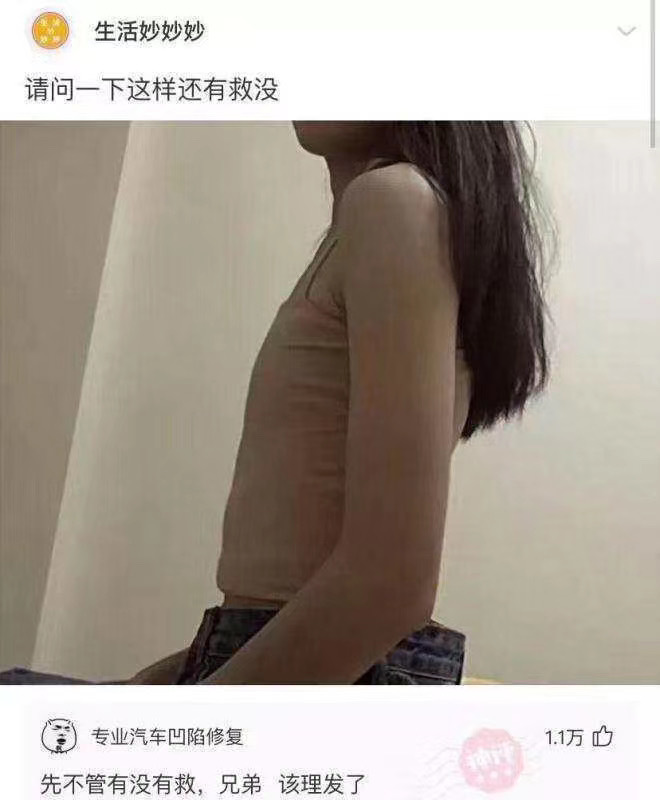 生活妙妙妙
请问一下这样还有救没
专业汽车凹陷修复
1.1万
先不管有没有救，兄弟 该理发了